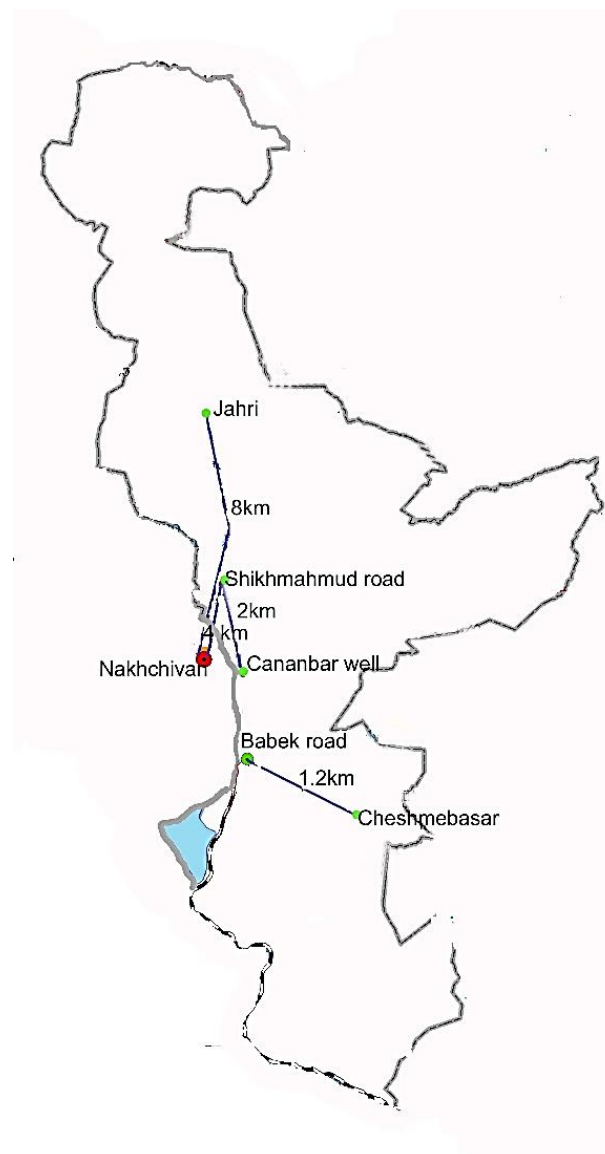 Jahri
8km
Shikhmahmud road
2km
4 km
Nakhchivan
Cananbar well
Babek road
1.2km
Cheshmebasar